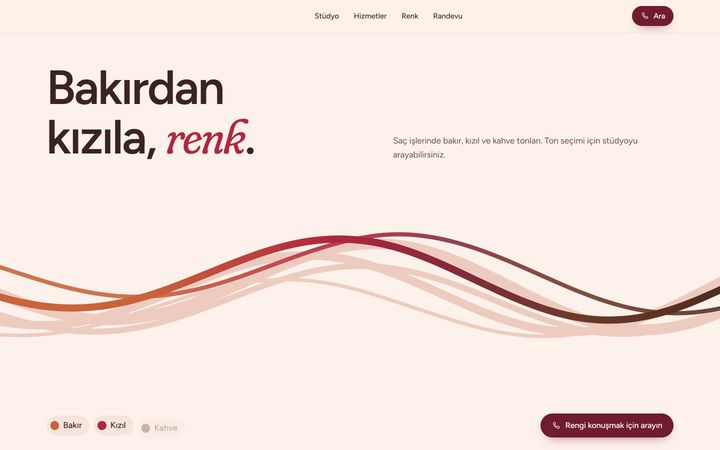 Stüdyo
Hizmetler
Renk
Randevu
Ara
Bakırdan
kızıla, renk.
Saç işlerinde bakır, kızıl ve kahve tonları. Ton seçimi için stüdyoyu
arayabilirsiniz.
Bakır
Kızıl
Kahve
Rengi konuşmak için arayın